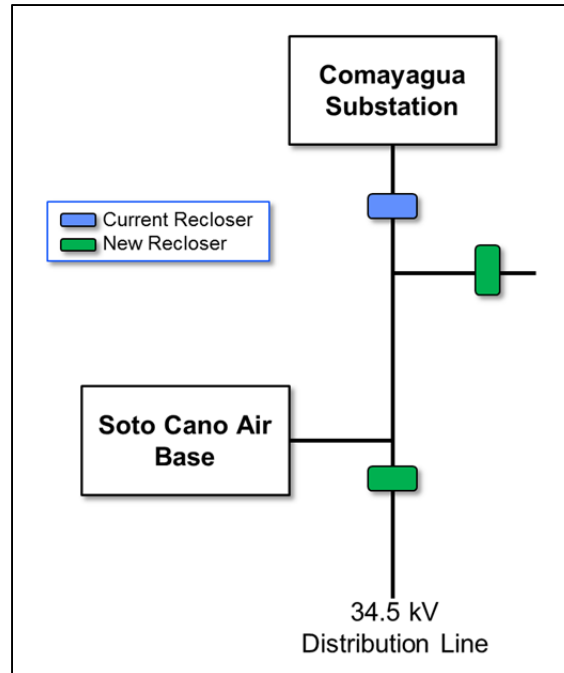 Comayagua
Substation
Current Recloser
New Recloser
Soto Cano Air
Base
34.5 kV
Distribution Line